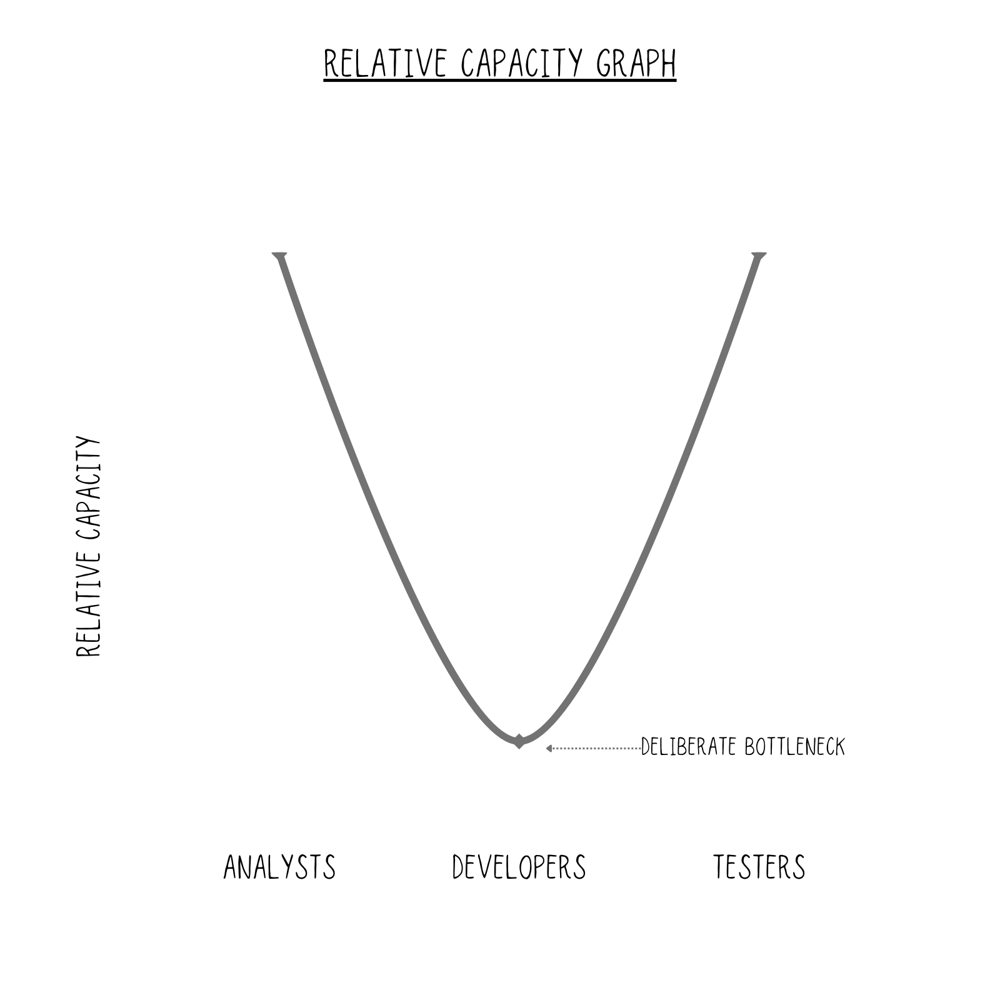 RELATIVE CAPACITY GRAPH
RELATIVE CAPACITY
DELIBERATE BOTTLENECK
ANALYSTS
DEVELOPERS
TESTERS